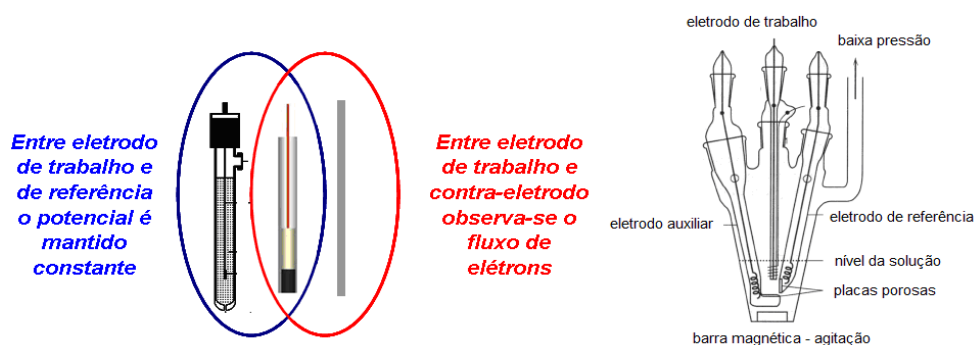 Entre eletrodo
de trabalho e
de referência
o potencial é
mantido
constante
Entre eletrodo
de trabalho e
contra-eletrodo
observa-se o
fluxo de
elétrons
eletrodo de trabalho
baixa pressão
eletrodo auxiliar
eletrodo de referência
nível da solução
placas porosas
barra magnética - agitação